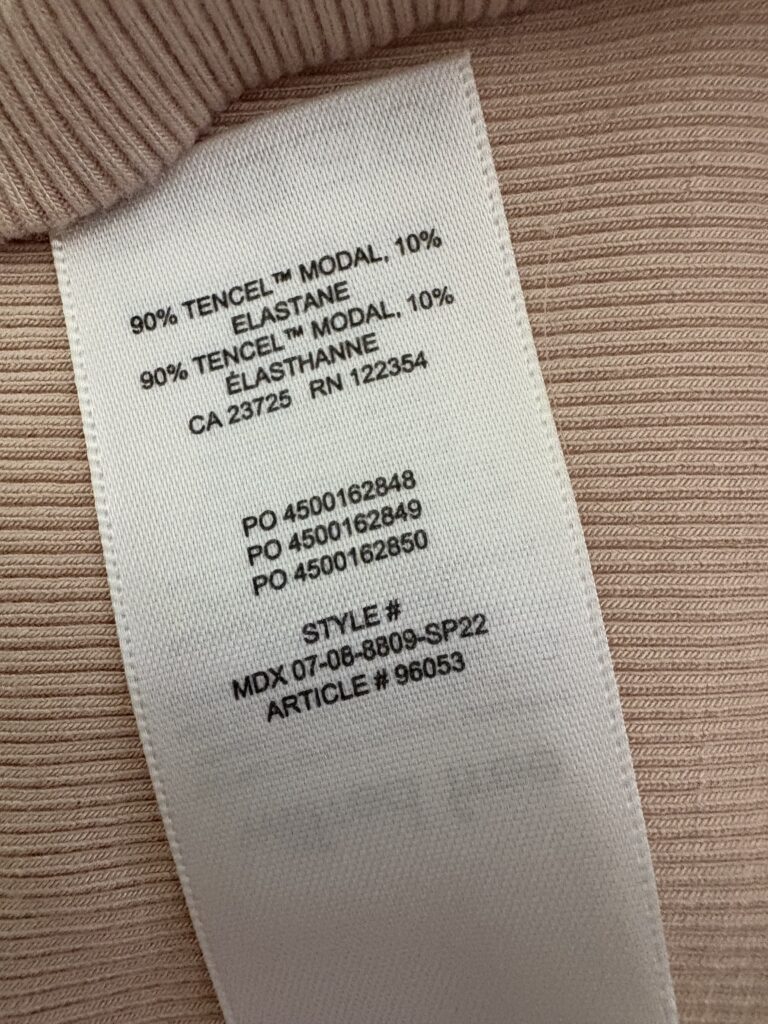 90% TENCEL™ MODAL, 10%
ELASTANE
90% TENCEL™ MODAL, 10%
ÉLASTHANNE
CA 23725 RN 122354
PO 4500162848
PO 4500162849
PO 4500162850
STYLE #
MDX 07-08-8809-SP22
ARTICLE # 96053